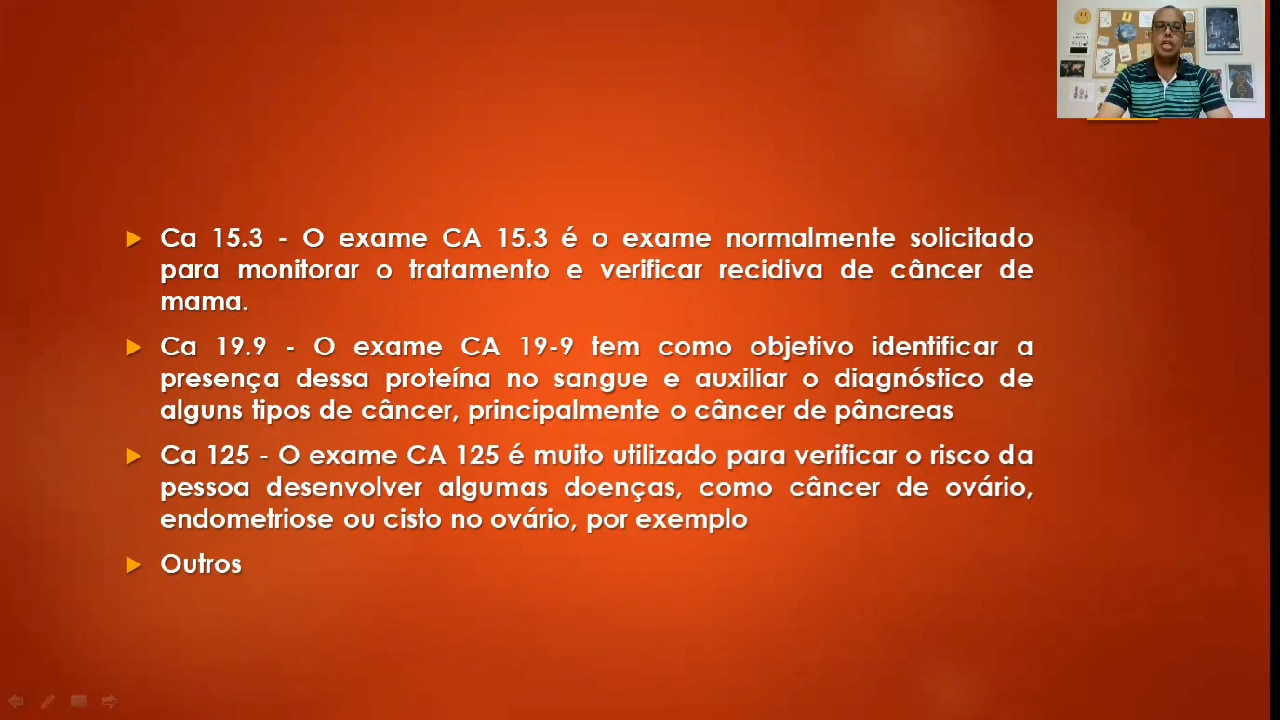 Ca 15.3 - O exame CA 15.3 é o exame normalmente solicitado
para monitorar o tratamento e verificar recidiva de câncer de
mama.
Ca 19.9 - O exame CA 19-9 tem como objetivo identificar a
presença dessa proteína no sangue e auxiliar o diagnóstico de
alguns tipos de câncer, principalmente o câncer de pâncreas
Ca 125 - O exame CA 125 é muito utilizado para verificar o risco da
pessoa desenvolver algumas doenças, como câncer de ovário,
endometriose ou cisto no ovário, por exemplo
Outros